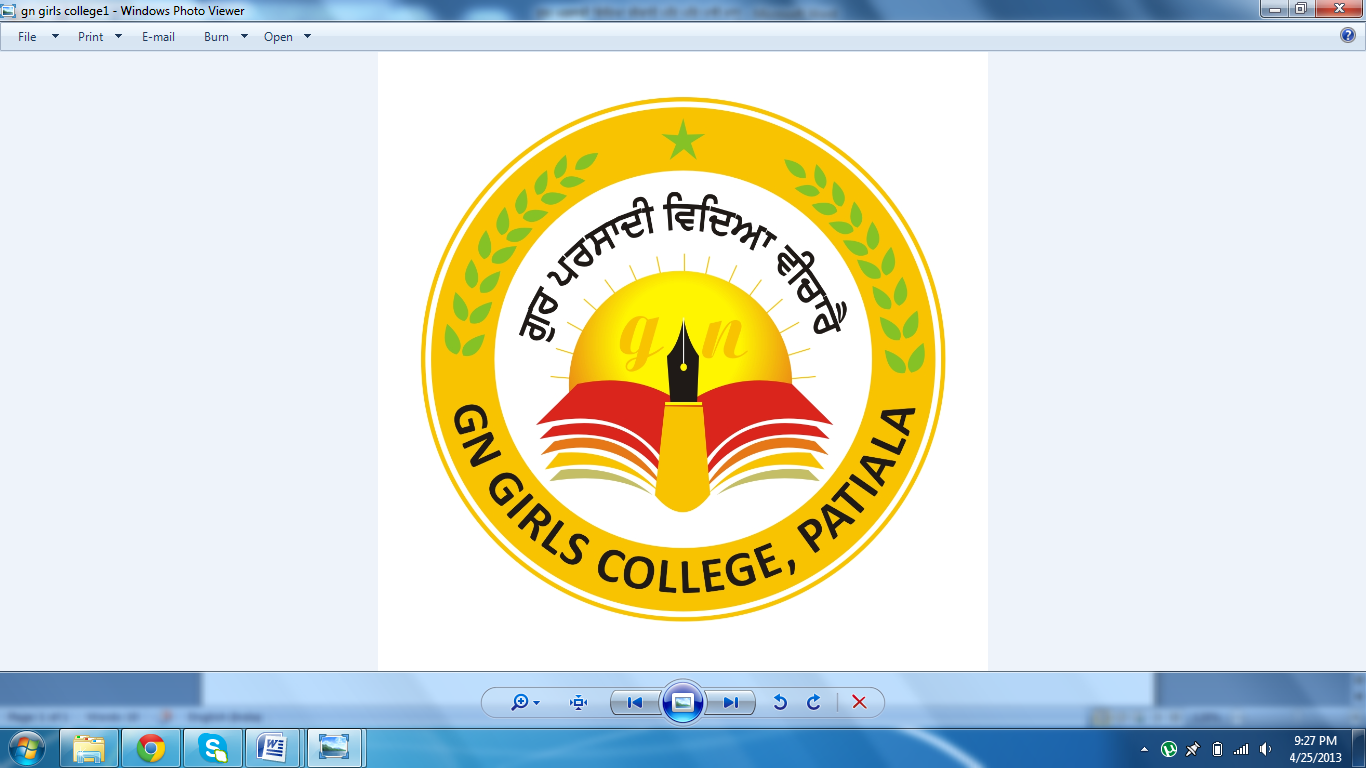 gn girls college1 - Windows Photo Viewer
File Print E-mail Burn Open
ਗੁਰ ਪਰਸਾਦੀ ਵਿਦਿਆ ਵੀਚਾਰੈ
g n
GN GIRLS COLLEGE, PATIALA
9:27 PM
4/25/2013